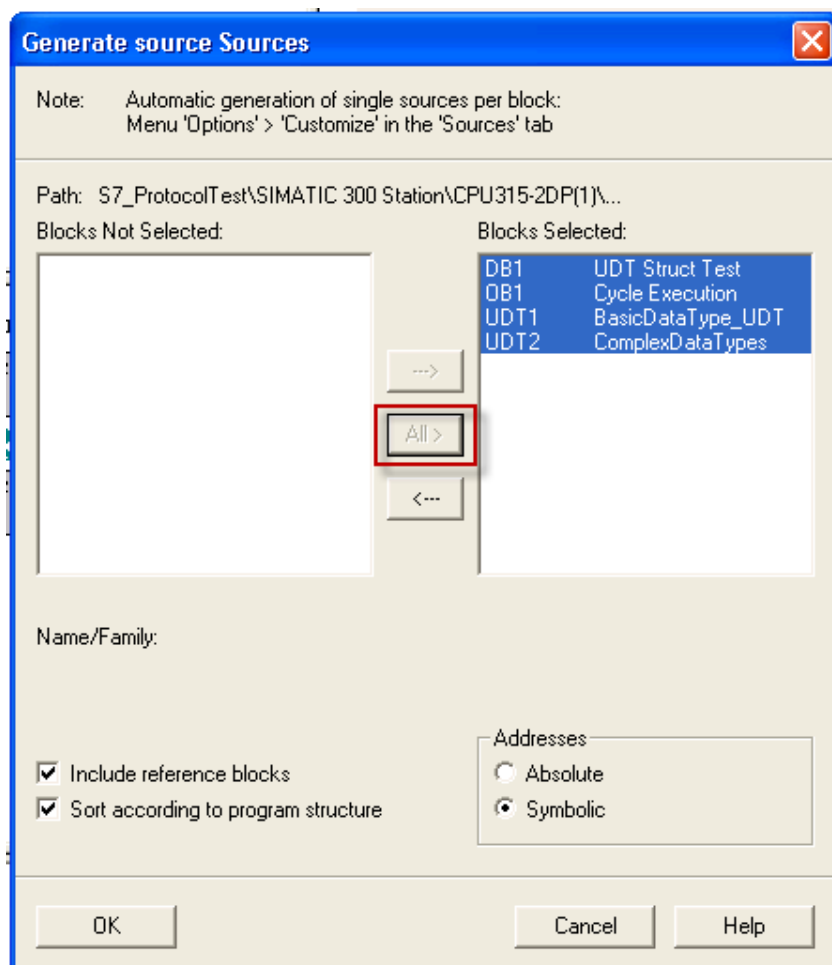 Generate source Sources
Note: Automatic generation of single sources per block:
Menu 'Options' > 'Customize' in the 'Sources' tab
Path: S7_ProtocolTest\SIMATIC 300 Station\CPU315-2DP(1)\...
Blocks Not Selected:
Blocks Selected:
DB1 UDT Struct Test
OB1 Cycle Execution
UDT1 BasicDataType_UDT
UDT2 ComplexDataTypes
--->
All >
<---
Name/Family:
Include reference blocks
Sort according to program structure
Addresses
Absolute
Symbolic
OK
Cancel
Help